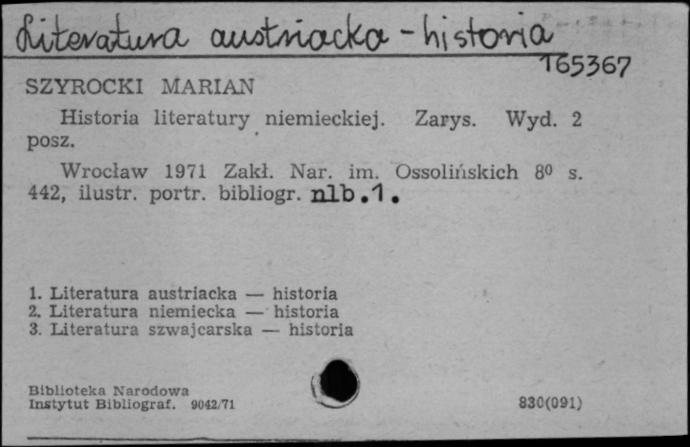 Literatura austriacka - historia
165367
SZYROCKI MARIAN
Historia literatury niemieckiej. Zarys. Wyd. 2
posz.
Wrocław 1971 Zakł. Nar. im. Ossolińskich 8⁰ s.
442, ilustr. portr. bibliogr. nlb.1.
1. Literatura austriacka — historia
2. Literatura niemiecka — historia
3. Literatura szwajcarska — historia
Biblioteka Narodowa
Instytut Bibliograf. 9042/71
830(091)